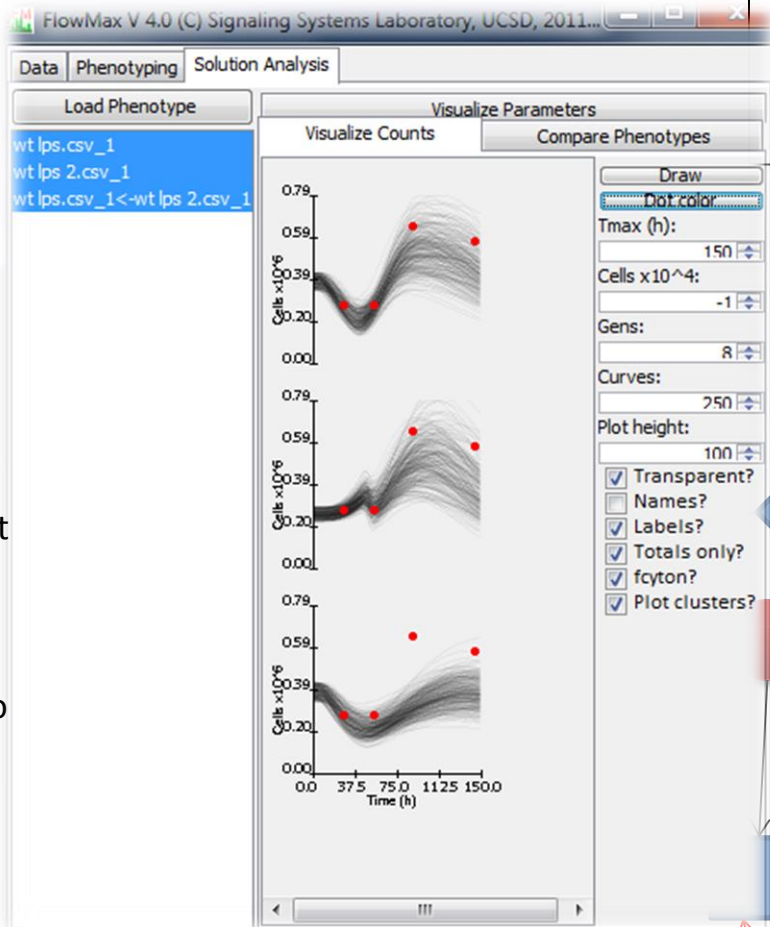 FlowMax V 4.0 (C) Signaling Systems Laboratory, UCSD, 2011...
Data
Phenotyping
Solution Analysis
Load Phenotype
wt lps.csv_1
wt lps 2.csv_1
wt lps.csv_1<-wt lps 2.csv_1
Visualize Parameters
Visualize Counts
Compare Phenotypes
0.79
0.59
0.39
0.20
0.00
Cells x10^6
0.79
0.59
0.39
0.20
0.00
Cells x10^6
0.79
0.59
0.39
0.20
0.00
Cells x10^6
0.0 37.5 75.0 112.5 150.0
Time (h)
Draw
Dot color
Tmax (h):
150
Cells x10^4:
-1
Gens:
8
Curves:
250
Plot height:
100
Transparent?
Names?
Labels?
Totals only?
fcyton?
Plot clusters?